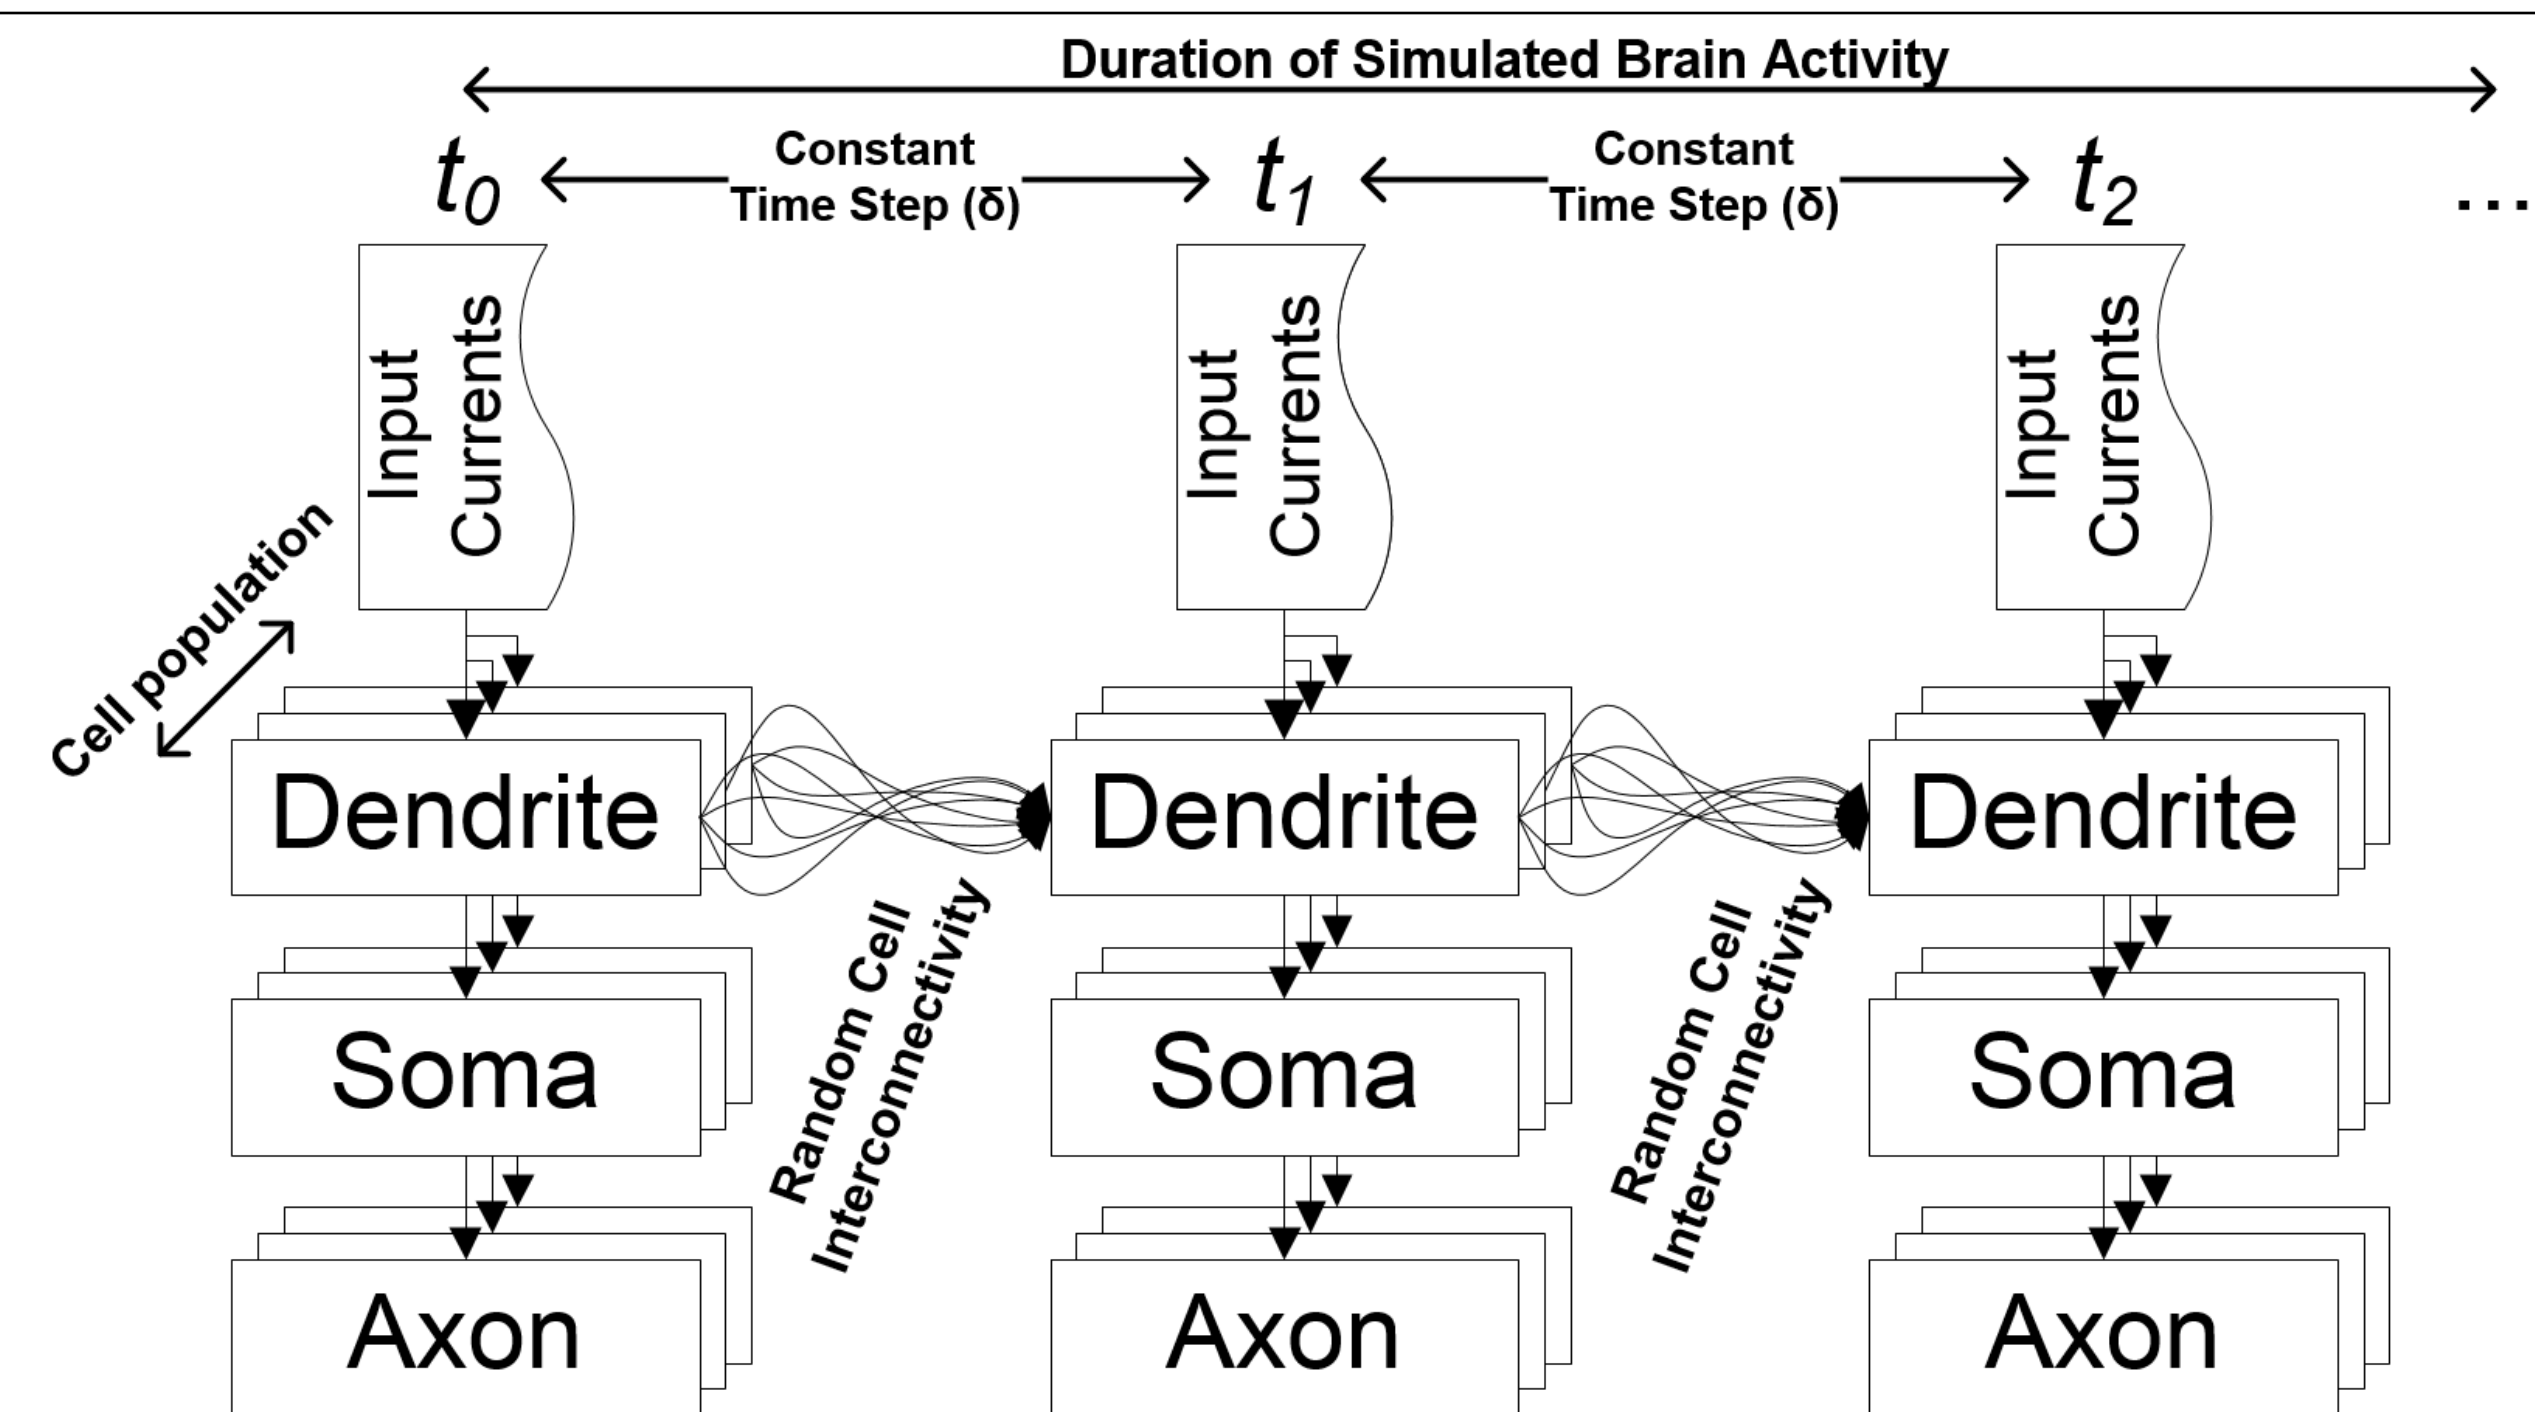 Duration of Simulated Brain Activity
t0
Constant
Time Step (δ)
t1
Constant
Time Step (δ)
t2
...
Input
Currents
Input
Currents
Input
Currents
Cell population
Dendrite
Dendrite
Dendrite
Random Cell
Interconnectivity
Random Cell
Interconnectivity
Soma
Soma
Soma
Axon
Axon
Axon